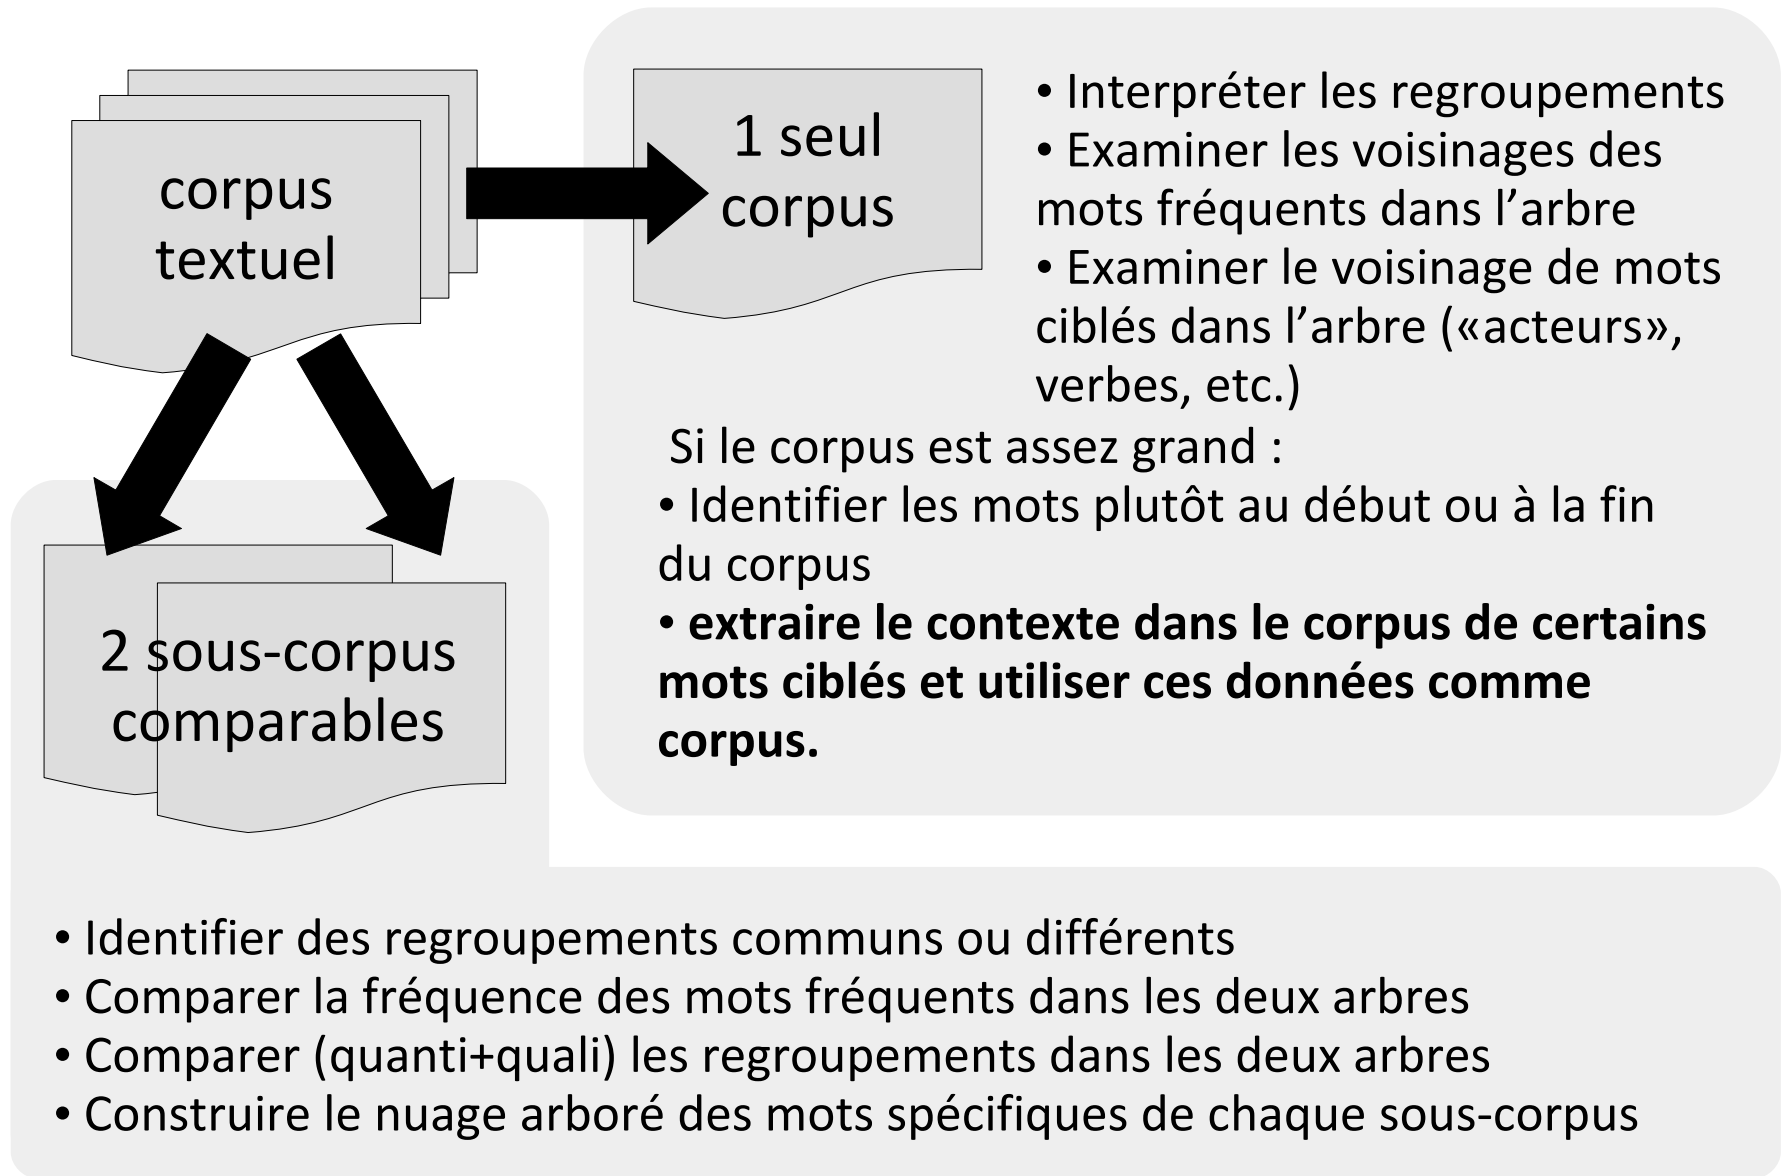 corpus
textuel
1 seul
corpus
• Interpréter les regroupements
• Examiner les voisinages des
mots fréquents dans l’arbre
• Examiner le voisinage de mots
ciblés dans l’arbre («acteurs»,
verbes, etc.)
Si le corpus est assez grand :
• Identifier les mots plutôt au début ou à la fin
du corpus
• extraire le contexte dans le corpus de certains
mots ciblés et utiliser ces données comme
corpus.
2 sous-corpus
comparables
• Identifier des regroupements communs ou différents
• Comparer la fréquence des mots fréquents dans les deux arbres
• Comparer (quanti+quali) les regroupements dans les deux arbres
• Construire le nuage arboré des mots spécifiques de chaque sous-corpus